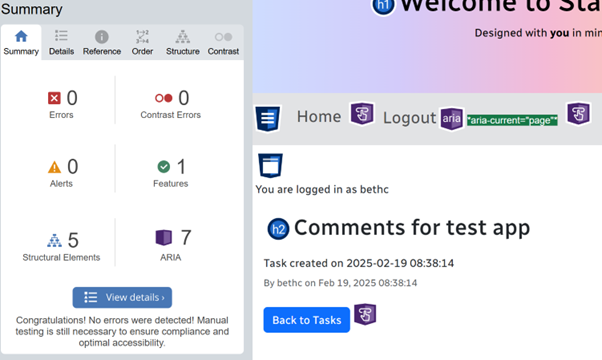 Summary
Summary Details Reference Order Structure Contrast
0 Errors
0 Contrast Errors
0 Alerts
1 Features
5 Structural Elements
7 ARIA
View details ›
Congratulations! No errors were detected! Manual
testing is still necessary to ensure compliance and
optimal accessibility.
h1 Welcome to Sta
Designed with you in min
Home Logout aria *aria-current="page"*
You are logged in as bethc
h2 Comments for test app
Task created on 2025-02-19 08:38:14
By bethc on Feb 19, 2025 08:38:14
Back to Tasks